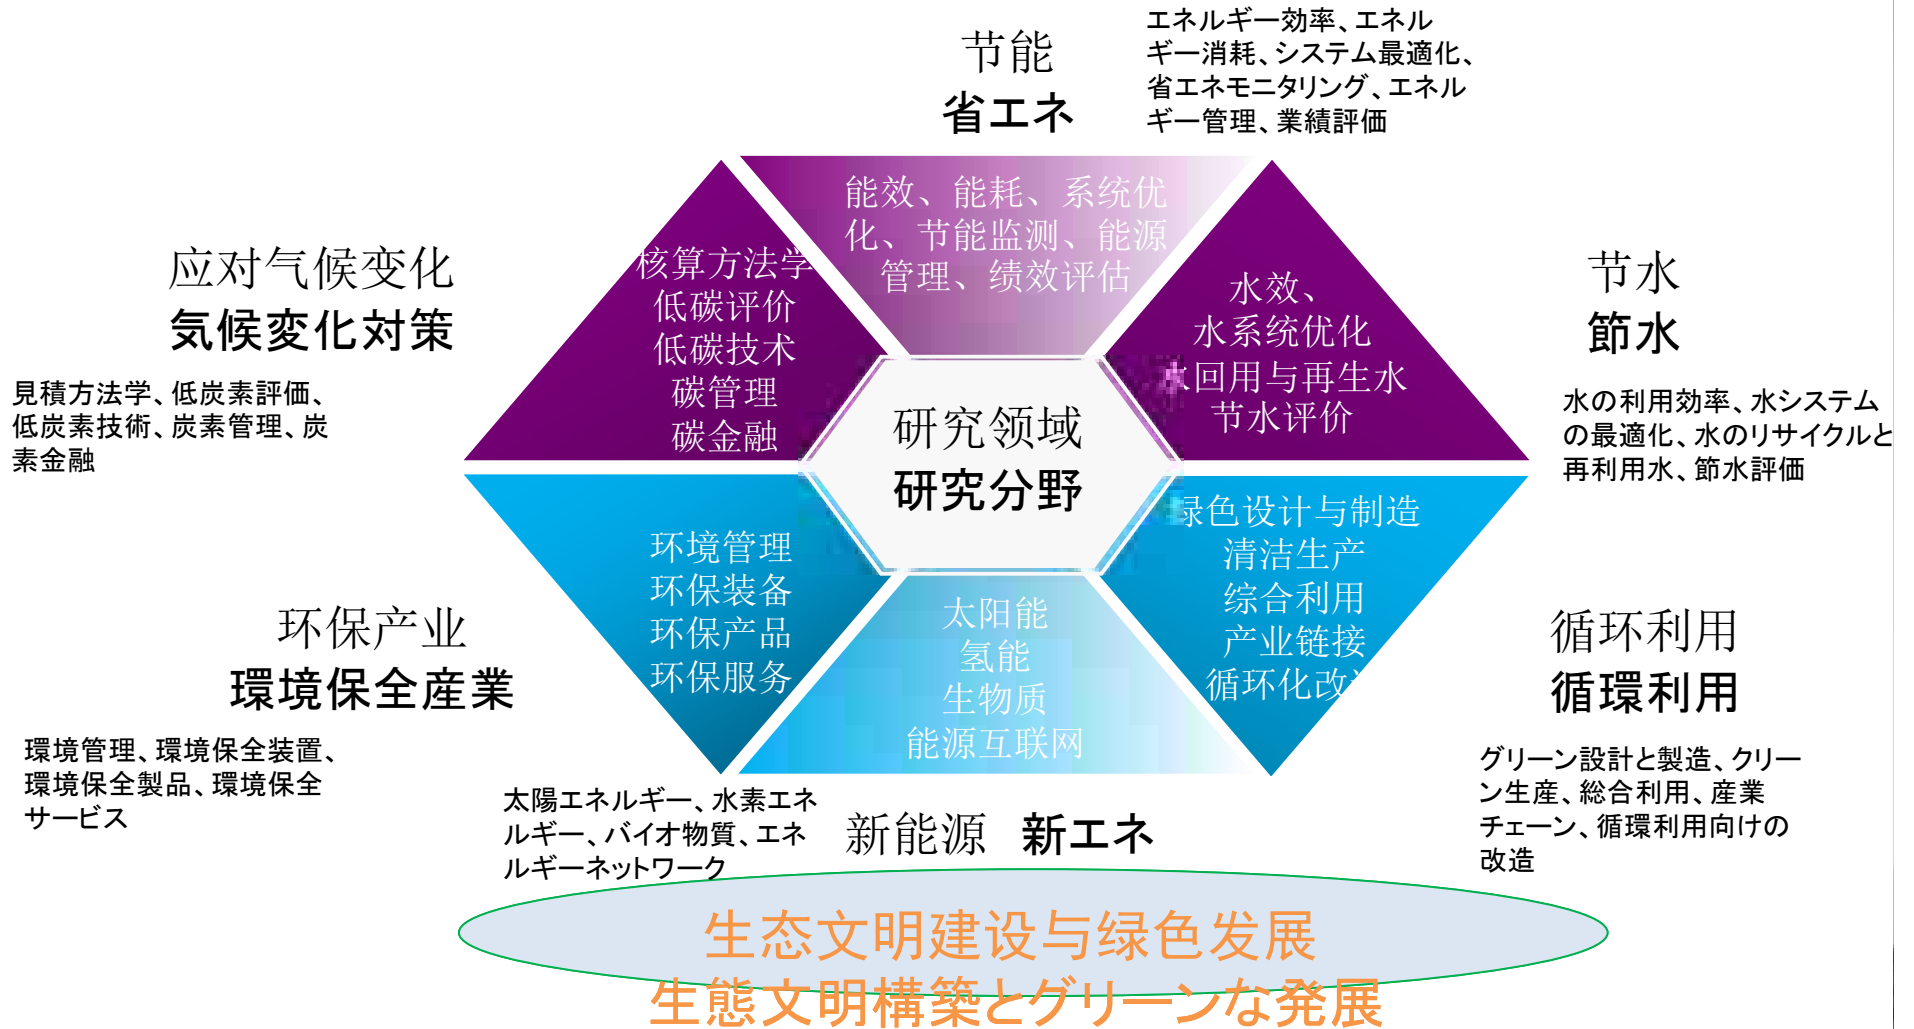 节能
省エネ
エネルギー効率、エネル
ギー消耗、システム最適化、
省エネモニタリング、エネル
ギー管理、業績評価
能效、能耗、系统优
化、节能监测、能源
管理、绩效评估
应对气候变化
気候変化対策
見積方法学、低炭素評価、
低炭素技術、炭素管理、炭
素金融
核算方法学
低碳评价
低碳技术
碳管理
碳金融
水效、
水系统优化
水回用与再生水
节水评价
节水
節水
水の利用効率、水システム
の最適化、水のリサイクルと
再利用水、節水評価
研究领域
研究分野
环保产业
環境保全産業
環境管理、環境保全装置、
環境保全製品、環境保全
サービス
环境管理
环保装备
环保产品
环保服务
太阳能
氢能
生物质
能源互联网
绿色设计与制造
清洁生产
综合利用
产业链接
循环化改
循环利用
循環利用
グリーン設計と製造、クリー
ン生産、総合利用、産業
チェーン、循環利用向けの
改造
太陽エネルギー、水素エネ
ルギー、バイオ物質、エネ
ルギーネットワーク
新能源 新エネ
生态文明建设与绿色发展
生態文明構築とグリーンな発展